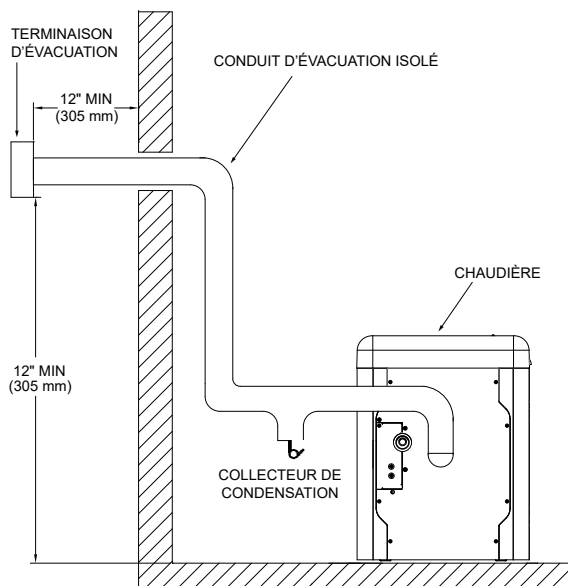 TERMINAISON
D'ÉVACUATION
CONDUIT D'ÉVACUATION ISOLÉ
12" MIN
(305 mm)
CHAUDIÈRE
12" MIN
(305 mm)
COLLECTEUR DE
CONDENSATION